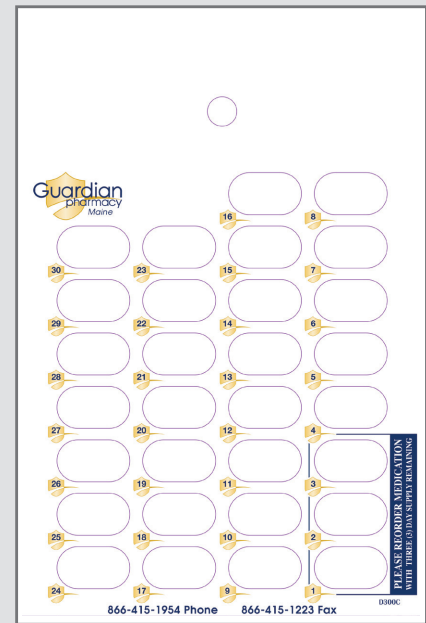 Guardian
pharmacy
Maine
16 8
30 23 15 7
29 22 14 6
28 21 13 5
27 20 12 4
26 19 11 3
25 18 10 2
24 17 9 1
PLEASE REORDER MEDICATION
WITH THREE (3) DAY SUPPLY REMAINING
D300C
866-415-1954 Phone 866-415-1223 Fax